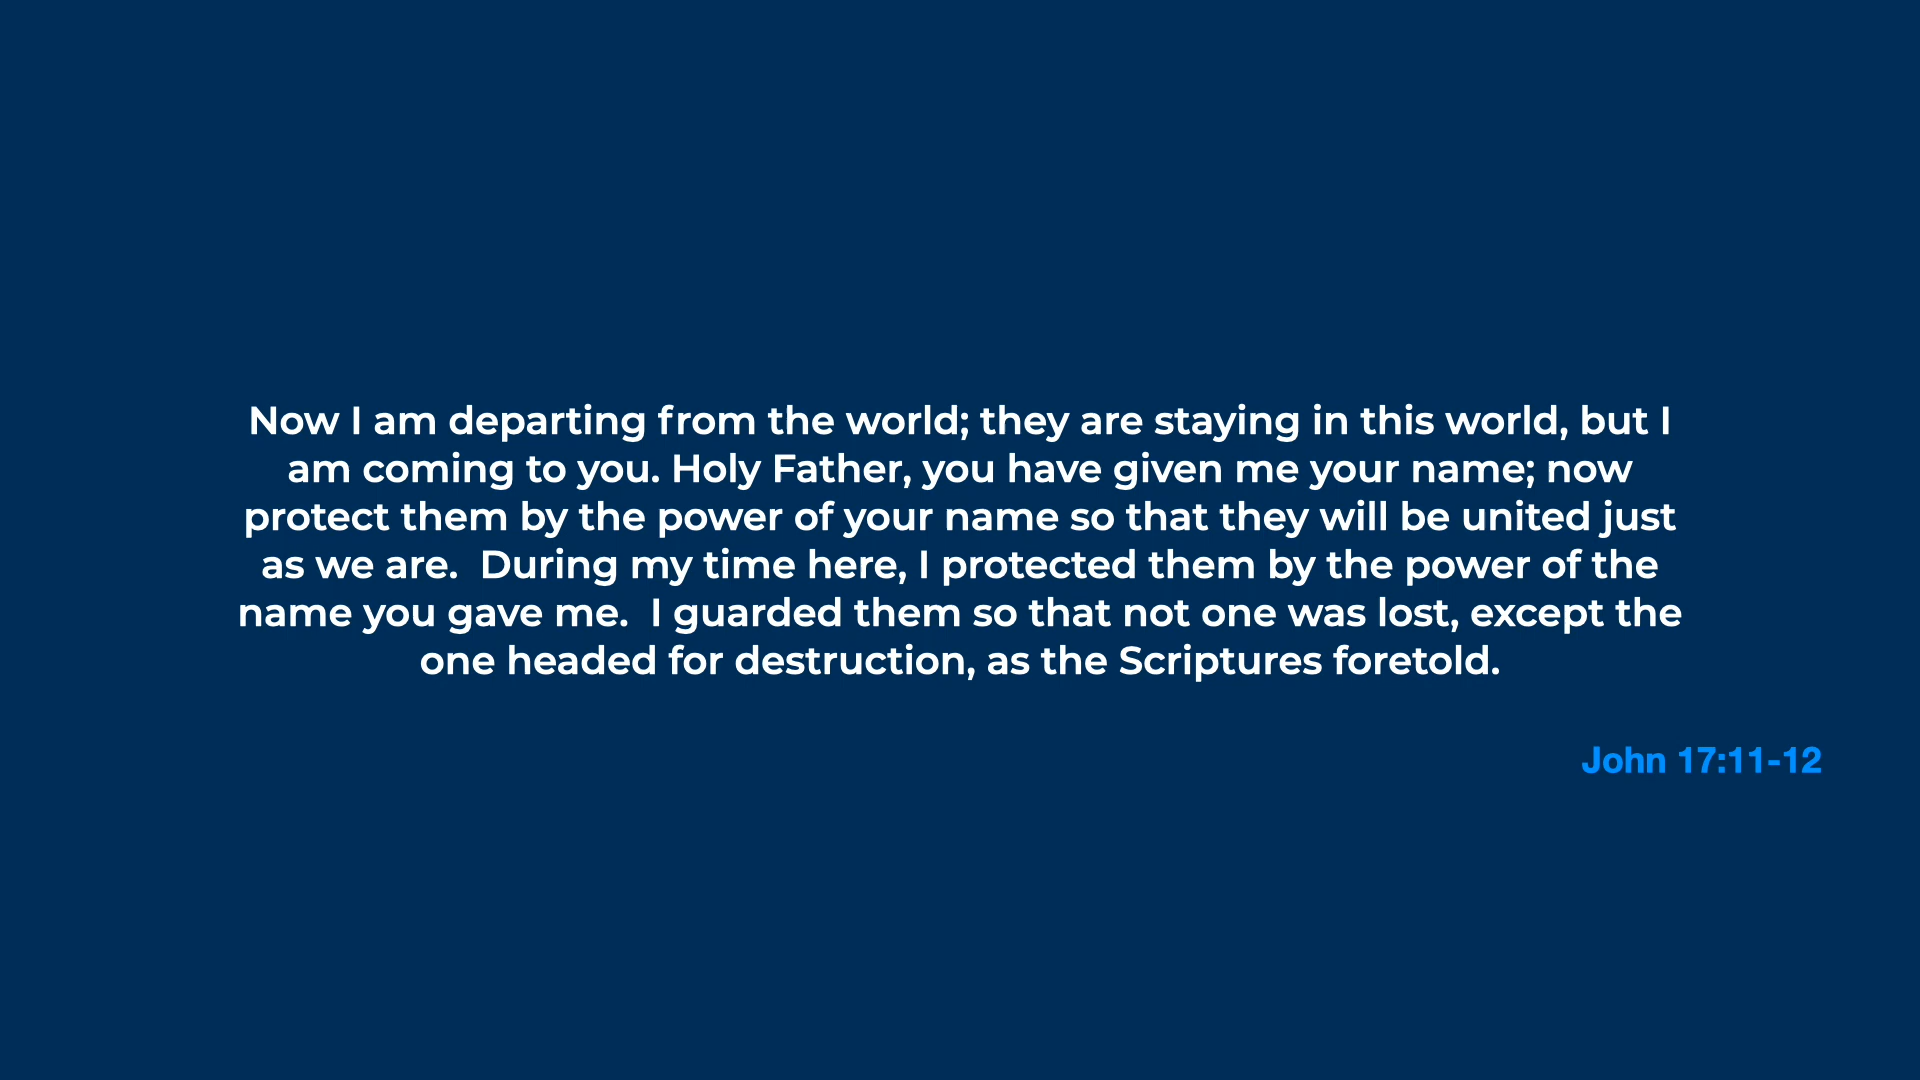 Now I am departing from the world; they are staying in this world, but I
am coming to you. Holy Father, you have given me your name; now
protect them by the power of your name so that they will be united just
as we are.  During my time here, I protected them by the power of the
name you gave me.  I guarded them so that not one was lost, except the
one headed for destruction, as the Scriptures foretold.
John 17:11-12